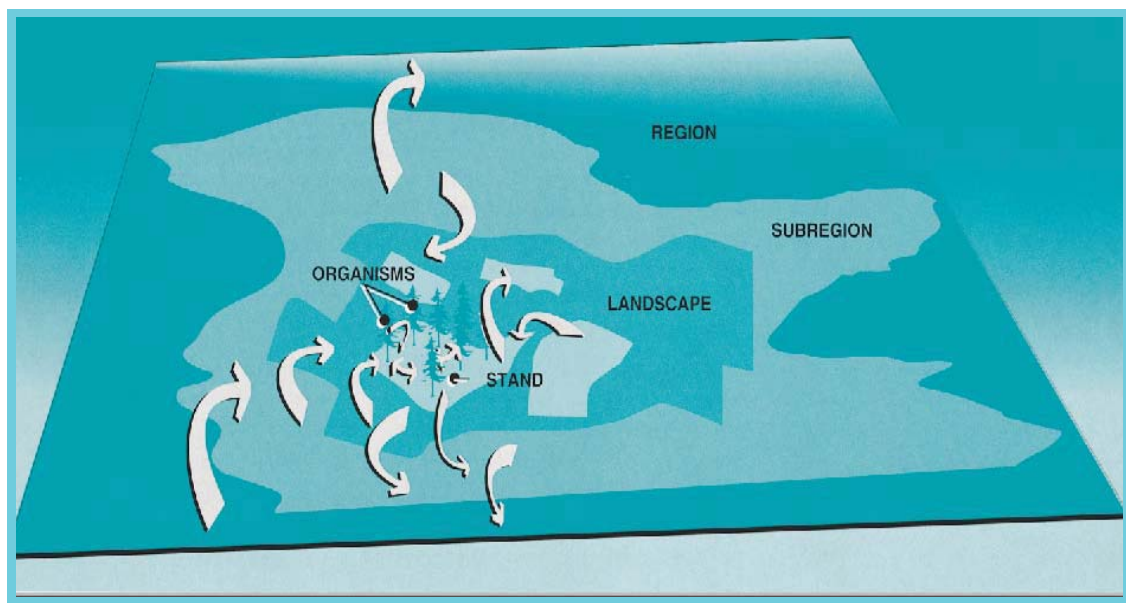 REGION
SUBREGION
ORGANISMS
LANDSCAPE
STAND